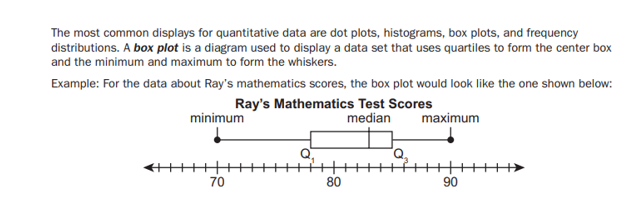 The most common displays for quantitative data are dot plots, histograms, box plots, and frequency
distributions. A box plot is a diagram used to display a data set that uses quartiles to form the center box
and the minimum and maximum to form the whiskers.
Example: For the data about Ray's mathematics scores, the box plot would look like the one shown below:
Ray's Mathematics Test Scores
minimum median maximum
Q1 Q3
70 80 90